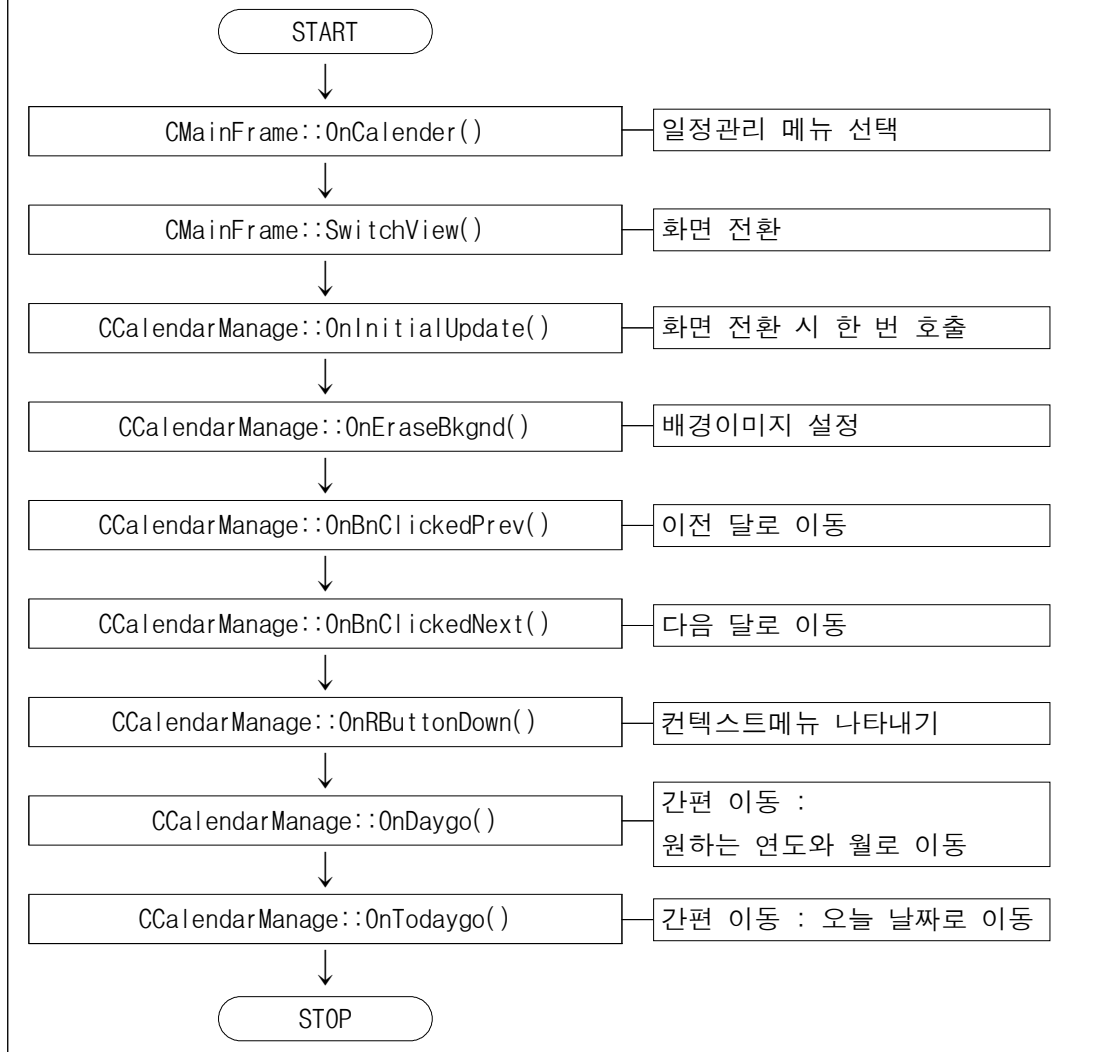 START
CMainFrame::OnCalender()
일정관리 메뉴 선택
CMainFrame::SwitchView()
화면 전환
CCalendarManage::OnInitialUpdate()
화면 전환 시 한 번 호출
CCalendarManage::OnEraseBkgnd()
배경이미지 설정
CCalendarManage::OnBnClickedPrev()
이전 달로 이동
CCalendarManage::OnBnClickedNext()
다음 달로 이동
CCalendarManage::OnRButtonDown()
컨텍스트메뉴 나타내기
CCalendarManage::OnDaygo()
간편 이동 :
원하는 연도와 월로 이동
CCalendarManage::OnTodaygo()
간편 이동 : 오늘 날짜로 이동
STOP